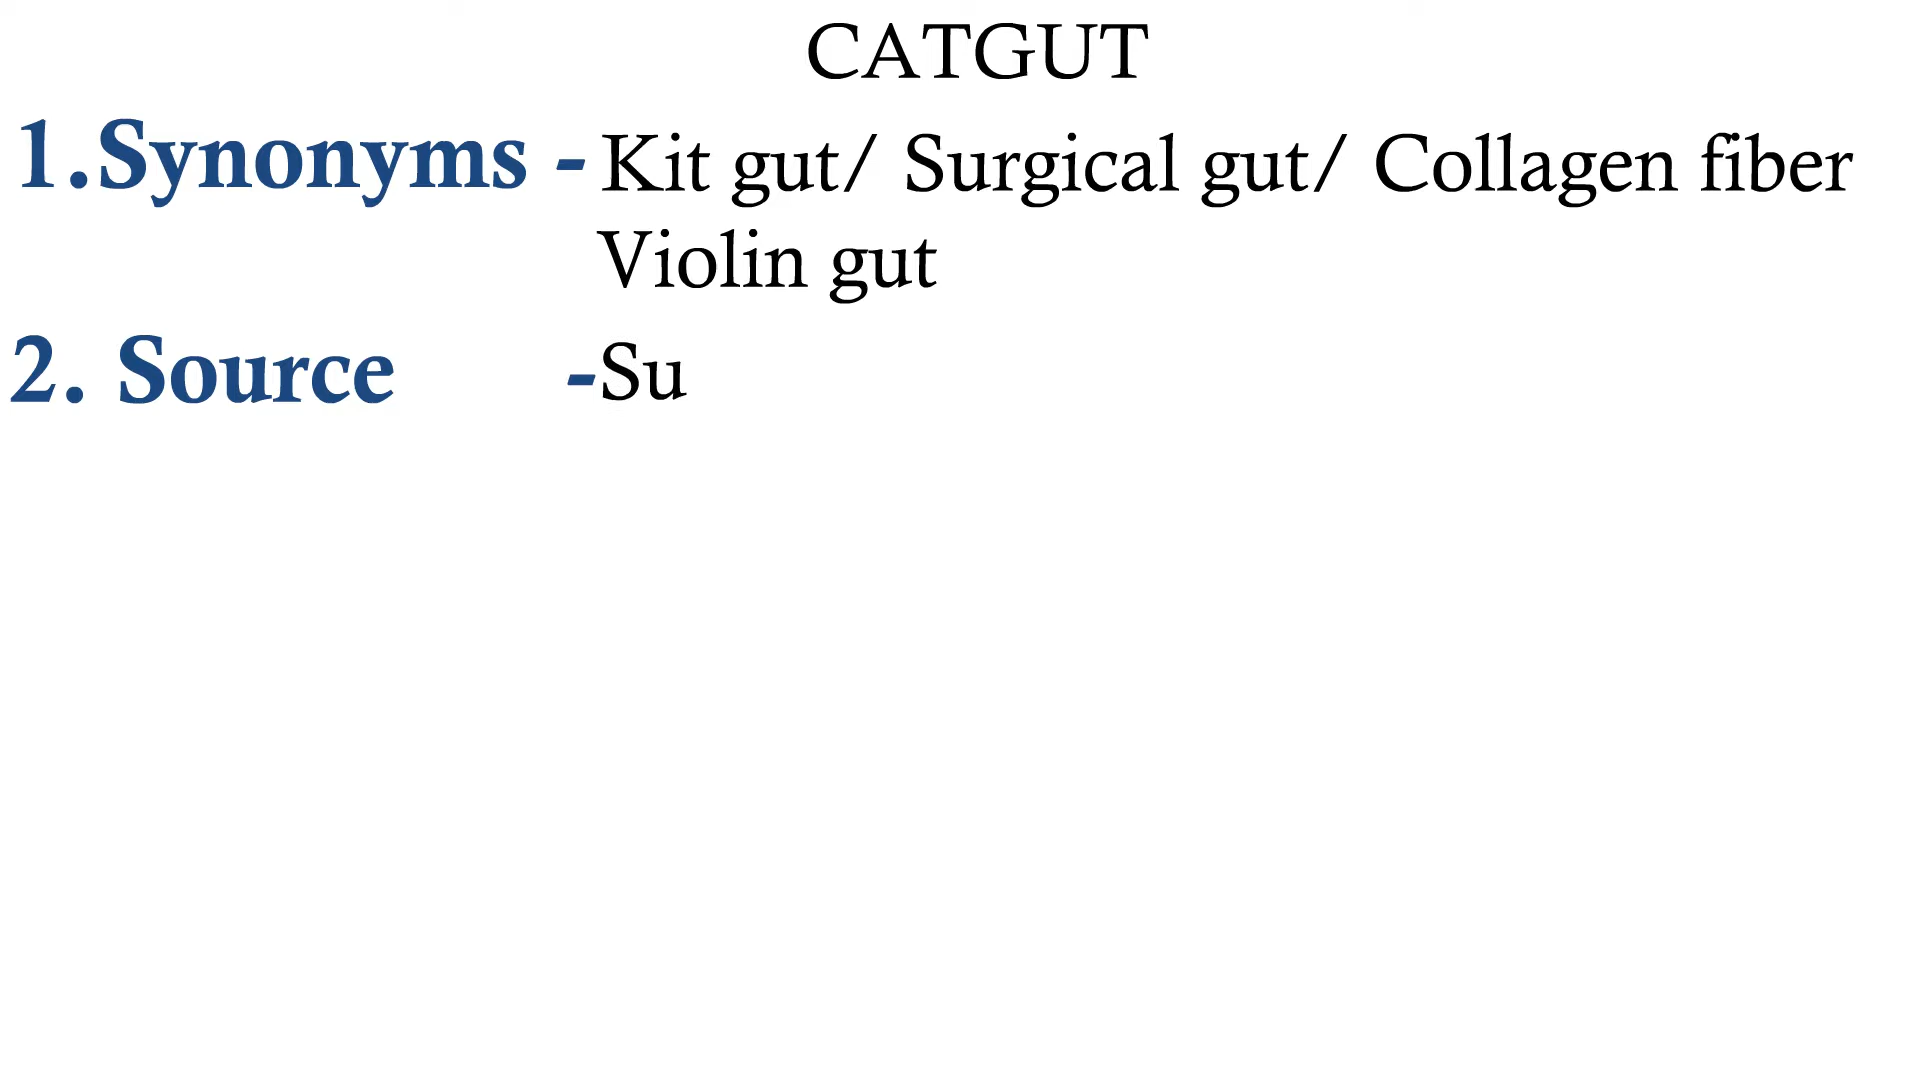 CATGUT
1.Synonyms - Kit gut/ Surgical gut/ Collagen fiber
Violin gut
2. Source -Su